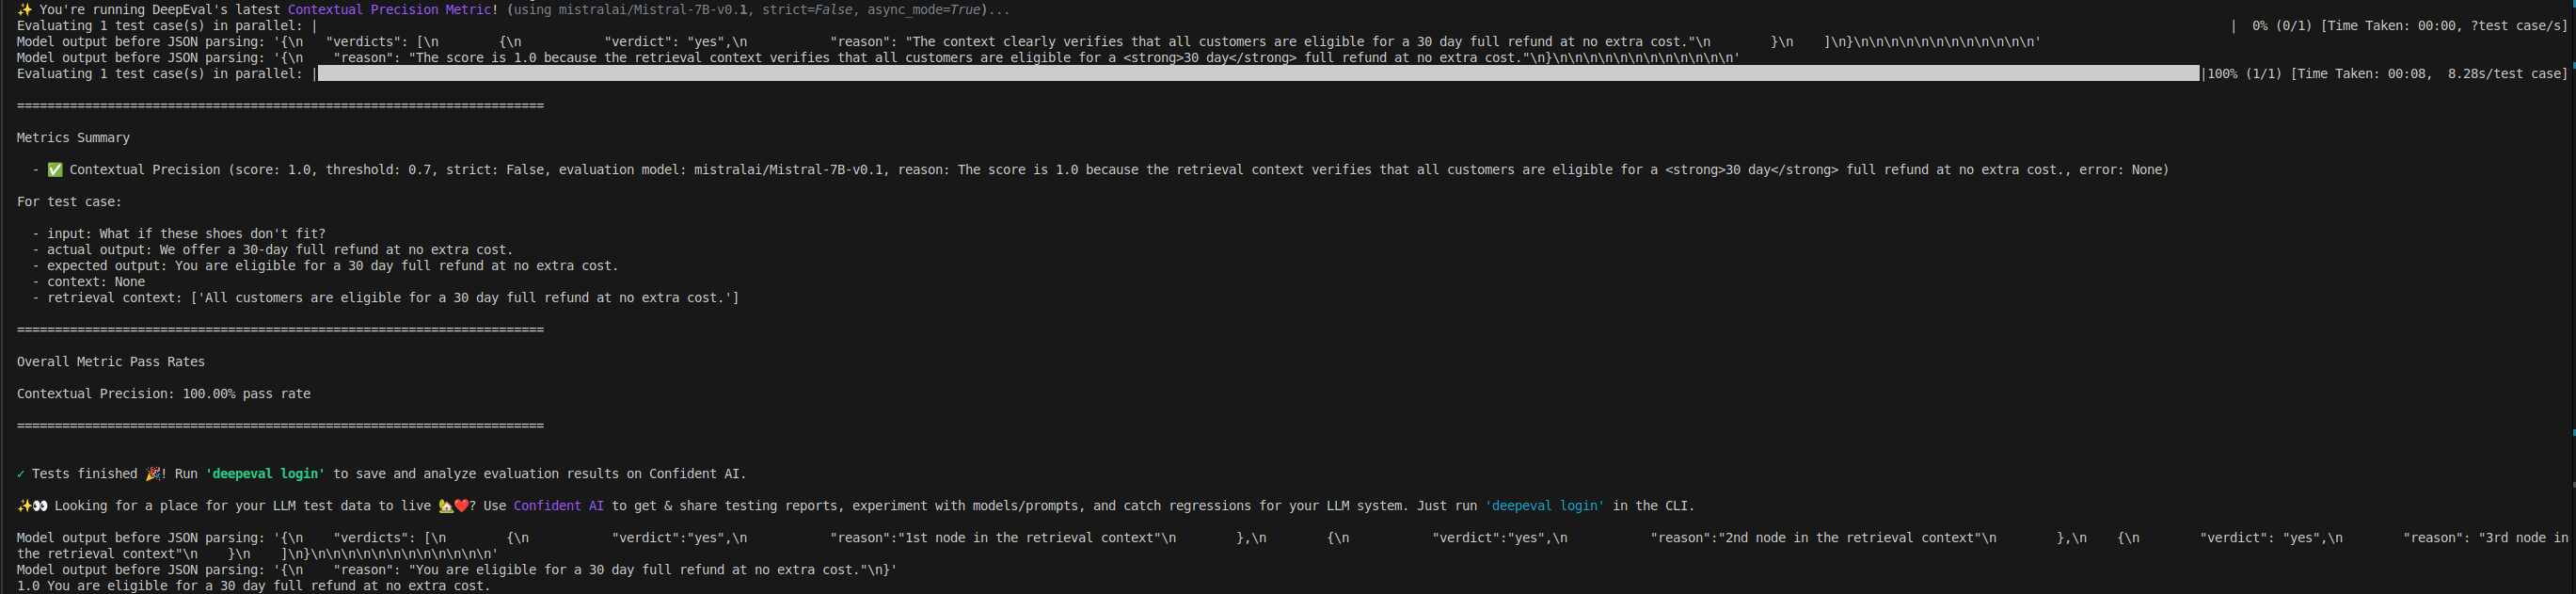 ✨ You're running DeepEval's latest Contextual Precision Metric! (using mistralai/Mistral-7B-v0.1, strict=False, async_mode=True)...
Evaluating 1 test case(s) in parallel: |                                                                                |  0% (0/1) [Time Taken: 00:00, ?test case/s]
Model output before JSON parsing: '{\n   "verdicts": [\n        {\n           "verdict": "yes",\n           "reason": "The context clearly verifies that all customers are eligible for a 30 day full refund at no extra cost."\n        }\n    ]\n}\n\n\n\n\n\n\n\n\n\n\n\n\n'
Model output before JSON parsing: '{\n    "reason": "The score is 1.0 because the retrieval context verifies that all customers are eligible for a <strong>30 day</strong> full refund at no extra cost."\n}\n\n\n\n\n\n\n\n\n\n\n\n\n'
Evaluating 1 test case(s) in parallel: |████████████████████|100% (1/1) [Time Taken: 00:08,  8.28s/test case]
======================================================================
Metrics Summary
  - ✅ Contextual Precision (score: 1.0, threshold: 0.7, strict: False, evaluation model: mistralai/Mistral-7B-v0.1, reason: The score is 1.0 because the retrieval context verifies that all customers are eligible for a <strong>30 day</strong> full refund at no extra cost., error: None)
For test case:
  - input: What if these shoes don't fit?
  - actual output: We offer a 30-day full refund at no extra cost.
  - expected output: You are eligible for a 30 day full refund at no extra cost.
  - context: None
  - retrieval context: ['All customers are eligible for a 30 day full refund at no extra cost.']
======================================================================
Overall Metric Pass Rates
Contextual Precision: 100.00% pass rate
======================================================================
✓ Tests finished 🎉! Run 'deepeval login' to save and analyze evaluation results on Confident AI.
✨👀 Looking for a place for your LLM test data to live 🏡❤️? Use Confident AI to get & share testing reports, experiment with models/prompts, and catch regressions for your LLM system. Just run 'deepeval login' in the CLI.
Model output before JSON parsing: '{\n    "verdicts": [\n        {\n           "verdict":"yes",\n           "reason":"1st node in the retrieval context"\n        },\n        {\n           "verdict":"yes",\n           "reason":"2nd node in the retrieval context"\n        },\n    {\n        "verdict": "yes",\n        "reason": "3rd node in
the retrieval context"\n    }\n    ]\n}\n\n\n\n\n\n\n\n\n\n\n\n\n'
Model output before JSON parsing: '{\n    "reason": "You are eligible for a 30 day full refund at no extra cost."\n}'
1.0 You are eligible for a 30 day full refund at no extra cost.